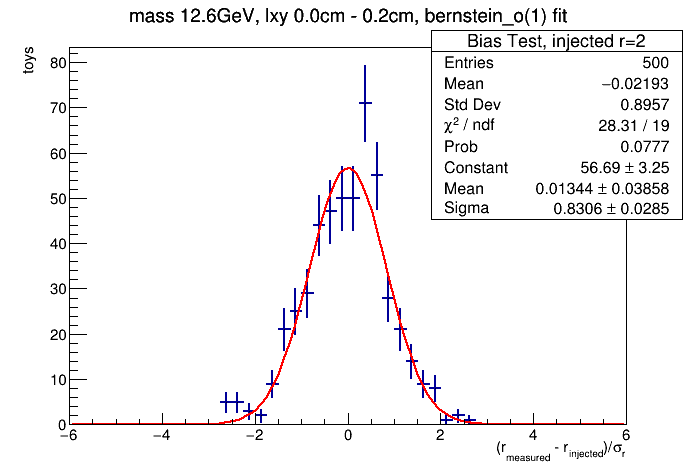 mass 12.6GeV, lxy 0.0cm - 0.2cm, bernstein_o(1) fit
Bias Test, injected r=2
Entries 500
Mean −0.02193
Std Dev 0.8957
χ² / ndf 28.31 / 19
Prob 0.0777
Constant 56.69 ± 3.25
Mean 0.01344 ± 0.03858
Sigma 0.8306 ± 0.0285
toys
80
70
60
50
40
30
20
10
0
−6 −4 −2 0 2 4 6
(r_measured - r_injected)/σ_r